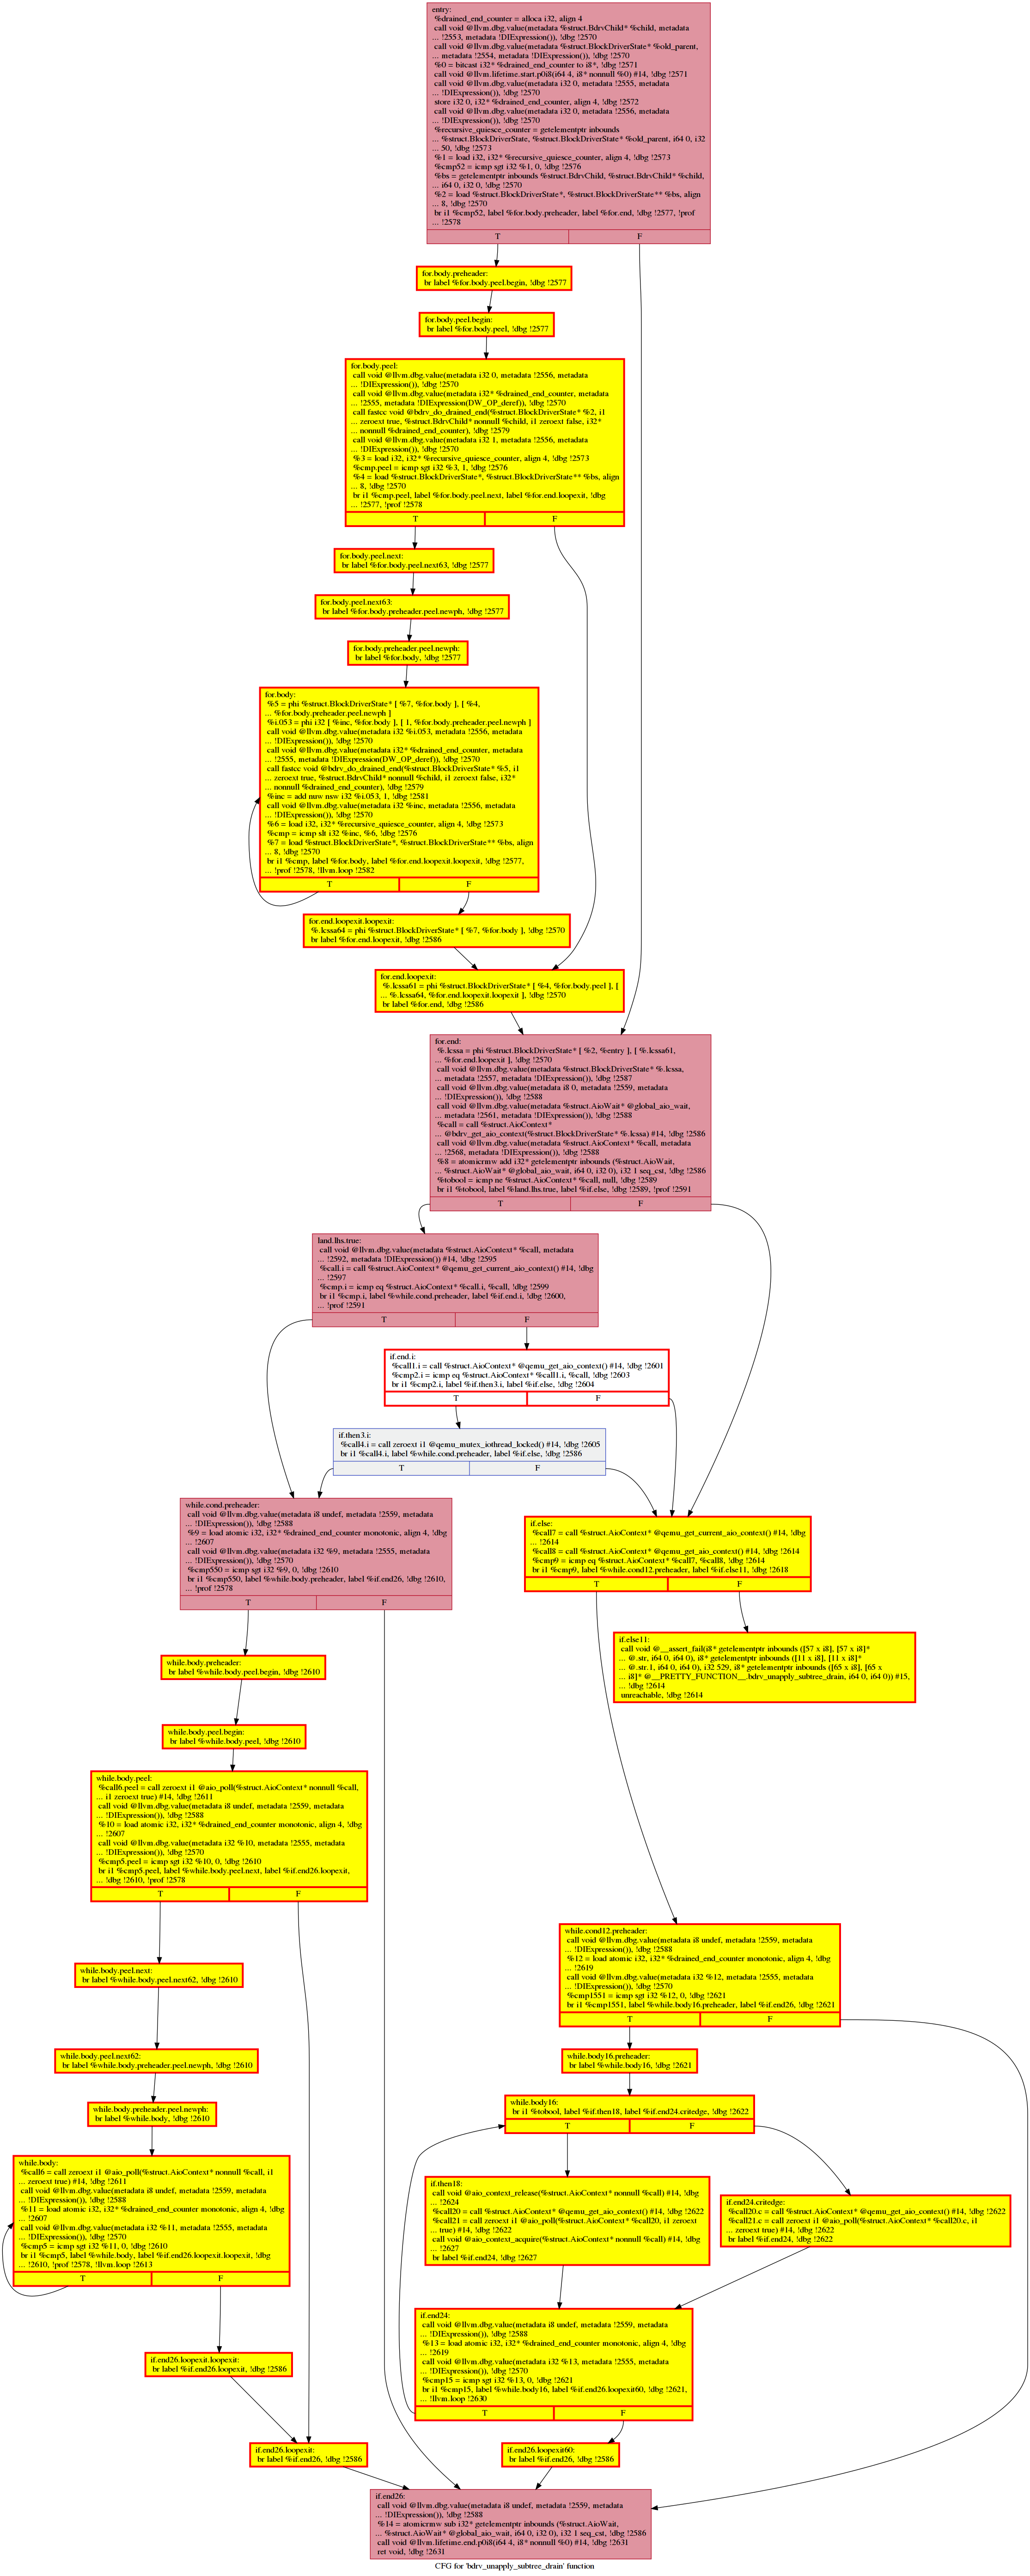 entry:
%drained_end_counter = alloca i32, align 4
call void @llvm.dbg.value(metadata %struct.BdrvChild* %child, metadata
... !2553, metadata !DIExpression()), !dbg !2570
call void @llvm.dbg.value(metadata %struct.BlockDriverState* %old_parent,
... metadata !2554, metadata !DIExpression()), !dbg !2570
%0 = bitcast i32* %drained_end_counter to i8*, !dbg !2571
call void @llvm.lifetime.start.p0i8(i64 4, i8* nonnull %0) #14, !dbg !2571
call void @llvm.dbg.value(metadata i32 0, metadata !2555, metadata
... !DIExpression()), !dbg !2570
store i32 0, i32* %drained_end_counter, align 4, !dbg !2572
call void @llvm.dbg.value(metadata i32 0, metadata !2556, metadata
... !DIExpression()), !dbg !2570
%recursive_quiesce_counter = getelementptr inbounds
... %struct.BlockDriverState, %struct.BlockDriverState* %old_parent, i64 0, i32
... 50, !dbg !2573
%1 = load i32, i32* %recursive_quiesce_counter, align 4, !dbg !2573
%cmp52 = icmp sgt i32 %1, 0, !dbg !2576
%bs = getelementptr inbounds %struct.BdrvChild, %struct.BdrvChild* %child,
... i64 0, i32 0, !dbg !2570
%2 = load %struct.BlockDriverState*, %struct.BlockDriverState** %bs, align
... 8, !dbg !2570
br i1 %cmp52, label %for.body.preheader, label %for.end, !dbg !2577, !prof
... !2578
T
F
for.body.preheader:
br label %for.body.peel.begin, !dbg !2577
for.body.peel.begin:
br label %for.body.peel, !dbg !2577
for.body.peel:
call void @llvm.dbg.value(metadata i32 0, metadata !2556, metadata
... !DIExpression()), !dbg !2570
call void @llvm.dbg.value(metadata i32* %drained_end_counter, metadata
... !2555, metadata !DIExpression(DW_OP_deref)), !dbg !2570
call fastcc void @bdrv_do_drained_end(%struct.BlockDriverState* %2, i1
... zeroext true, %struct.BdrvChild* nonnull %child, i1 zeroext false, i32*
... nonnull %drained_end_counter), !dbg !2579
call void @llvm.dbg.value(metadata i32 1, metadata !2556, metadata
... !DIExpression()), !dbg !2570
%3 = load i32, i32* %recursive_quiesce_counter, align 4, !dbg !2573
%cmp.peel = icmp sgt i32 %3, 1, !dbg !2576
%4 = load %struct.BlockDriverState*, %struct.BlockDriverState** %bs, align
... 8, !dbg !2570
br i1 %cmp.peel, label %for.body.peel.next, label %for.end.loopexit, !dbg
... !2577, !prof !2578
T
F
for.body.peel.next:
br label %for.body.peel.next63, !dbg !2577
for.body.peel.next63:
br label %for.body.preheader.peel.newph, !dbg !2577
for.body.preheader.peel.newph:
br label %for.body, !dbg !2577
for.body:
%5 = phi %struct.BlockDriverState* [ %7, %for.body ], [ %4,
... %for.body.preheader.peel.newph ]
%i.053 = phi i32 [ %inc, %for.body ], [ 1, %for.body.preheader.peel.newph ]
call void @llvm.dbg.value(metadata i32 %i.053, metadata !2556, metadata
... !DIExpression()), !dbg !2570
call void @llvm.dbg.value(metadata i32* %drained_end_counter, metadata
... !2555, metadata !DIExpression(DW_OP_deref)), !dbg !2570
call fastcc void @bdrv_do_drained_end(%struct.BlockDriverState* %5, i1
... zeroext true, %struct.BdrvChild* nonnull %child, i1 zeroext false, i32*
... nonnull %drained_end_counter), !dbg !2579
%inc = add nuw nsw i32 %i.053, 1, !dbg !2581
call void @llvm.dbg.value(metadata i32 %inc, metadata !2556, metadata
... !DIExpression()), !dbg !2570
%6 = load i32, i32* %recursive_quiesce_counter, align 4, !dbg !2573
%cmp = icmp slt i32 %inc, %6, !dbg !2576
%7 = load %struct.BlockDriverState*, %struct.BlockDriverState** %bs, align
... 8, !dbg !2570
br i1 %cmp, label %for.body, label %for.end.loopexit.loopexit, !dbg !2577,
... !prof !2578, !llvm.loop !2582
T
F
for.end.loopexit.loopexit:
%.lcssa64 = phi %struct.BlockDriverState* [ %7, %for.body ], !dbg !2570
br label %for.end.loopexit, !dbg !2586
for.end.loopexit:
%.lcssa61 = phi %struct.BlockDriverState* [ %4, %for.body.peel ], [
... %.lcssa64, %for.end.loopexit.loopexit ], !dbg !2570
br label %for.end, !dbg !2586
for.end:
%.lcssa = phi %struct.BlockDriverState* [ %2, %entry ], [ %.lcssa61,
... %for.end.loopexit ], !dbg !2570
call void @llvm.dbg.value(metadata %struct.BlockDriverState* %.lcssa,
... metadata !2557, metadata !DIExpression()), !dbg !2587
call void @llvm.dbg.value(metadata i8 0, metadata !2559, metadata
... !DIExpression()), !dbg !2588
call void @llvm.dbg.value(metadata %struct.AioWait* @global_aio_wait,
... metadata !2561, metadata !DIExpression()), !dbg !2588
%call = call %struct.AioContext*
... @bdrv_get_aio_context(%struct.BlockDriverState* %.lcssa) #14, !dbg !2586
call void @llvm.dbg.value(metadata %struct.AioContext* %call, metadata
... !2568, metadata !DIExpression()), !dbg !2588
%8 = atomicrmw add i32* getelementptr inbounds (%struct.AioWait,
... %struct.AioWait* @global_aio_wait, i64 0, i32 0), i32 1 seq_cst, !dbg !2586
%tobool = icmp ne %struct.AioContext* %call, null, !dbg !2589
br i1 %tobool, label %land.lhs.true, label %if.else, !dbg !2589, !prof !2591
T
F
land.lhs.true:
call void @llvm.dbg.value(metadata %struct.AioContext* %call, metadata
... !2592, metadata !DIExpression()) #14, !dbg !2595
%call.i = call %struct.AioContext* @qemu_get_current_aio_context() #14, !dbg
... !2597
%cmp.i = icmp eq %struct.AioContext* %call.i, %call, !dbg !2599
br i1 %cmp.i, label %while.cond.preheader, label %if.end.i, !dbg !2600,
... !prof !2591
T
F
if.end.i:
%call1.i = call %struct.AioContext* @qemu_get_aio_context() #14, !dbg !2601
%cmp2.i = icmp eq %struct.AioContext* %call1.i, %call, !dbg !2603
br i1 %cmp2.i, label %if.then3.i, label %if.else, !dbg !2604
T
F
if.then3.i:
%call4.i = call zeroext i1 @qemu_mutex_iothread_locked() #14, !dbg !2605
br i1 %call4.i, label %while.cond.preheader, label %if.else, !dbg !2586
T
F
while.cond.preheader:
call void @llvm.dbg.value(metadata i8 undef, metadata !2559, metadata
... !DIExpression()), !dbg !2588
%9 = load atomic i32, i32* %drained_end_counter monotonic, align 4, !dbg
... !2607
call void @llvm.dbg.value(metadata i32 %9, metadata !2555, metadata
... !DIExpression()), !dbg !2570
%cmp550 = icmp sgt i32 %9, 0, !dbg !2610
br i1 %cmp550, label %while.body.preheader, label %if.end26, !dbg !2610,
... !prof !2578
T
F
if.else:
%call7 = call %struct.AioContext* @qemu_get_current_aio_context() #14, !dbg
... !2614
%call8 = call %struct.AioContext* @qemu_get_aio_context() #14, !dbg !2614
%cmp9 = icmp eq %struct.AioContext* %call7, %call8, !dbg !2614
br i1 %cmp9, label %while.cond12.preheader, label %if.else11, !dbg !2618
T
F
if.else11:
call void @__assert_fail(i8* getelementptr inbounds ([57 x i8], [57 x i8]*
... @.str, i64 0, i64 0), i8* getelementptr inbounds ([11 x i8], [11 x i8]*
... @.str.1, i64 0, i64 0), i32 529, i8* getelementptr inbounds ([65 x i8], [65 x
... i8]* @__PRETTY_FUNCTION__.bdrv_unapply_subtree_drain, i64 0, i64 0)) #15,
... !dbg !2614
unreachable, !dbg !2614
while.body.preheader:
br label %while.body.peel.begin, !dbg !2610
while.body.peel.begin:
br label %while.body.peel, !dbg !2610
while.body.peel:
%call6.peel = call zeroext i1 @aio_poll(%struct.AioContext* nonnull %call,
... i1 zeroext true) #14, !dbg !2611
call void @llvm.dbg.value(metadata i8 undef, metadata !2559, metadata
... !DIExpression()), !dbg !2588
%10 = load atomic i32, i32* %drained_end_counter monotonic, align 4, !dbg
... !2607
call void @llvm.dbg.value(metadata i32 %10, metadata !2555, metadata
... !DIExpression()), !dbg !2570
%cmp5.peel = icmp sgt i32 %10, 0, !dbg !2610
br i1 %cmp5.peel, label %while.body.peel.next, label %if.end26.loopexit,
... !dbg !2610, !prof !2578
T
F
while.cond12.preheader:
call void @llvm.dbg.value(metadata i8 undef, metadata !2559, metadata
... !DIExpression()), !dbg !2588
%12 = load atomic i32, i32* %drained_end_counter monotonic, align 4, !dbg
... !2619
call void @llvm.dbg.value(metadata i32 %12, metadata !2555, metadata
... !DIExpression()), !dbg !2570
%cmp1551 = icmp sgt i32 %12, 0, !dbg !2621
br i1 %cmp1551, label %while.body16.preheader, label %if.end26, !dbg !2621
T
F
while.body.peel.next:
br label %while.body.peel.next62, !dbg !2610
while.body.peel.next62:
br label %while.body.preheader.peel.newph, !dbg !2610
while.body16.preheader:
br label %while.body16, !dbg !2621
while.body.preheader.peel.newph:
br label %while.body, !dbg !2610
while.body16:
br i1 %tobool, label %if.then18, label %if.end24.critedge, !dbg !2622
T
F
while.body:
%call6 = call zeroext i1 @aio_poll(%struct.AioContext* nonnull %call, i1
... zeroext true) #14, !dbg !2611
call void @llvm.dbg.value(metadata i8 undef, metadata !2559, metadata
... !DIExpression()), !dbg !2588
%11 = load atomic i32, i32* %drained_end_counter monotonic, align 4, !dbg
... !2607
call void @llvm.dbg.value(metadata i32 %11, metadata !2555, metadata
... !DIExpression()), !dbg !2570
%cmp5 = icmp sgt i32 %11, 0, !dbg !2610
br i1 %cmp5, label %while.body, label %if.end26.loopexit.loopexit, !dbg
... !2610, !prof !2578, !llvm.loop !2613
T
F
if.then18:
call void @aio_context_release(%struct.AioContext* nonnull %call) #14, !dbg
... !2624
%call20 = call %struct.AioContext* @qemu_get_aio_context() #14, !dbg !2622
%call21 = call zeroext i1 @aio_poll(%struct.AioContext* %call20, i1 zeroext
... true) #14, !dbg !2622
call void @aio_context_acquire(%struct.AioContext* nonnull %call) #14, !dbg
... !2627
br label %if.end24, !dbg !2627
if.end24.critedge:
%call20.c = call %struct.AioContext* @qemu_get_aio_context() #14, !dbg !2622
%call21.c = call zeroext i1 @aio_poll(%struct.AioContext* %call20.c, i1
... zeroext true) #14, !dbg !2622
br label %if.end24, !dbg !2622
if.end24:
call void @llvm.dbg.value(metadata i8 undef, metadata !2559, metadata
... !DIExpression()), !dbg !2588
%13 = load atomic i32, i32* %drained_end_counter monotonic, align 4, !dbg
... !2619
call void @llvm.dbg.value(metadata i32 %13, metadata !2555, metadata
... !DIExpression()), !dbg !2570
%cmp15 = icmp sgt i32 %13, 0, !dbg !2621
br i1 %cmp15, label %while.body16, label %if.end26.loopexit60, !dbg !2621,
... !llvm.loop !2630
T
F
if.end26.loopexit.loopexit:
br label %if.end26.loopexit, !dbg !2586
if.end26.loopexit:
br label %if.end26, !dbg !2586
if.end26.loopexit60:
br label %if.end26, !dbg !2586
if.end26:
call void @llvm.dbg.value(metadata i8 undef, metadata !2559, metadata
... !DIExpression()), !dbg !2588
%14 = atomicrmw sub i32* getelementptr inbounds (%struct.AioWait,
... %struct.AioWait* @global_aio_wait, i64 0, i32 0), i32 1 seq_cst, !dbg !2586
call void @llvm.lifetime.end.p0i8(i64 4, i8* nonnull %0) #14, !dbg !2631
ret void, !dbg !2631
CFG for 'bdrv_unapply_subtree_drain' function